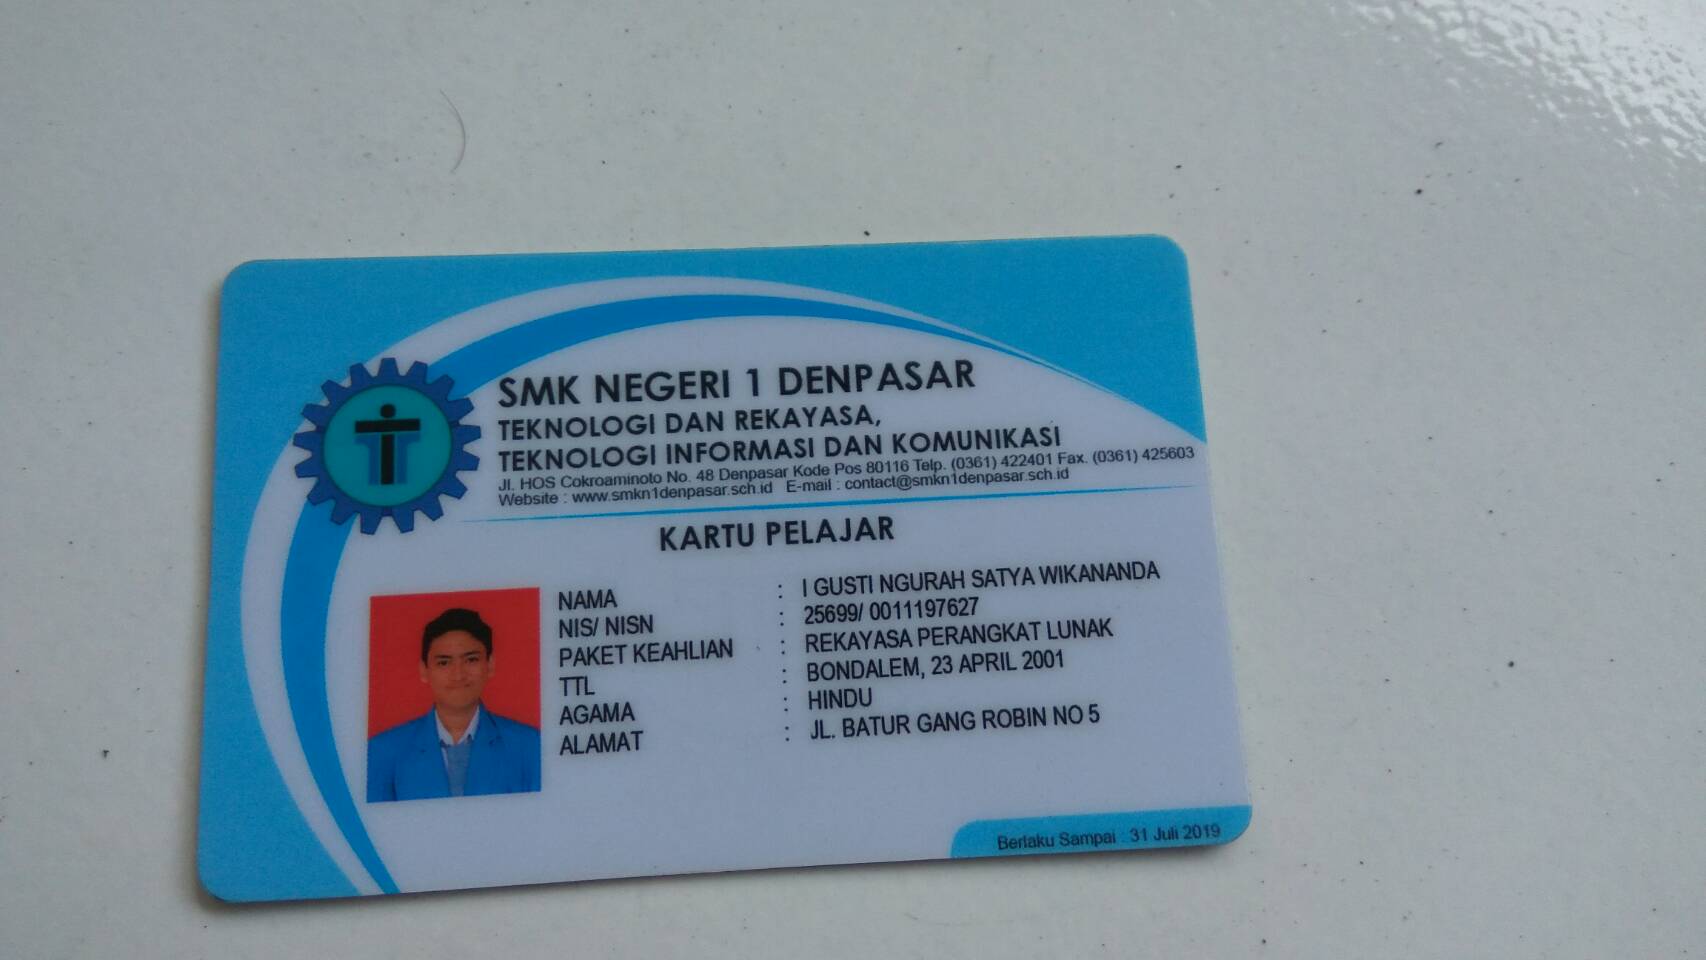 SMK NEGERI 1 DENPASAR
TEKNOLOGI DAN REKAYASA,
TEKNOLOGI INFORMASI DAN KOMUNIKASI
Jl. HOS Cokroaminoto No. 48 Denpasar Kode Pos 80116 Telp. (0361) 422401 Fax. (0361) 425603
Website : www.smkn1denpasar.sch.id E-mail : contact@smkn1denpasar.sch.id
KARTU PELAJAR
NAMA : I GUSTI NGURAH SATYA WIKANANDA
NIS/ NISN : 25699/ 0011197627
PAKET KEAHLIAN : REKAYASA PERANGKAT LUNAK
TTL : BONDALEM, 23 APRIL 2001
AGAMA : HINDU
ALAMAT : JL. BATUR GANG ROBIN NO 5
Berlaku Sampai : 31 Juli 2019